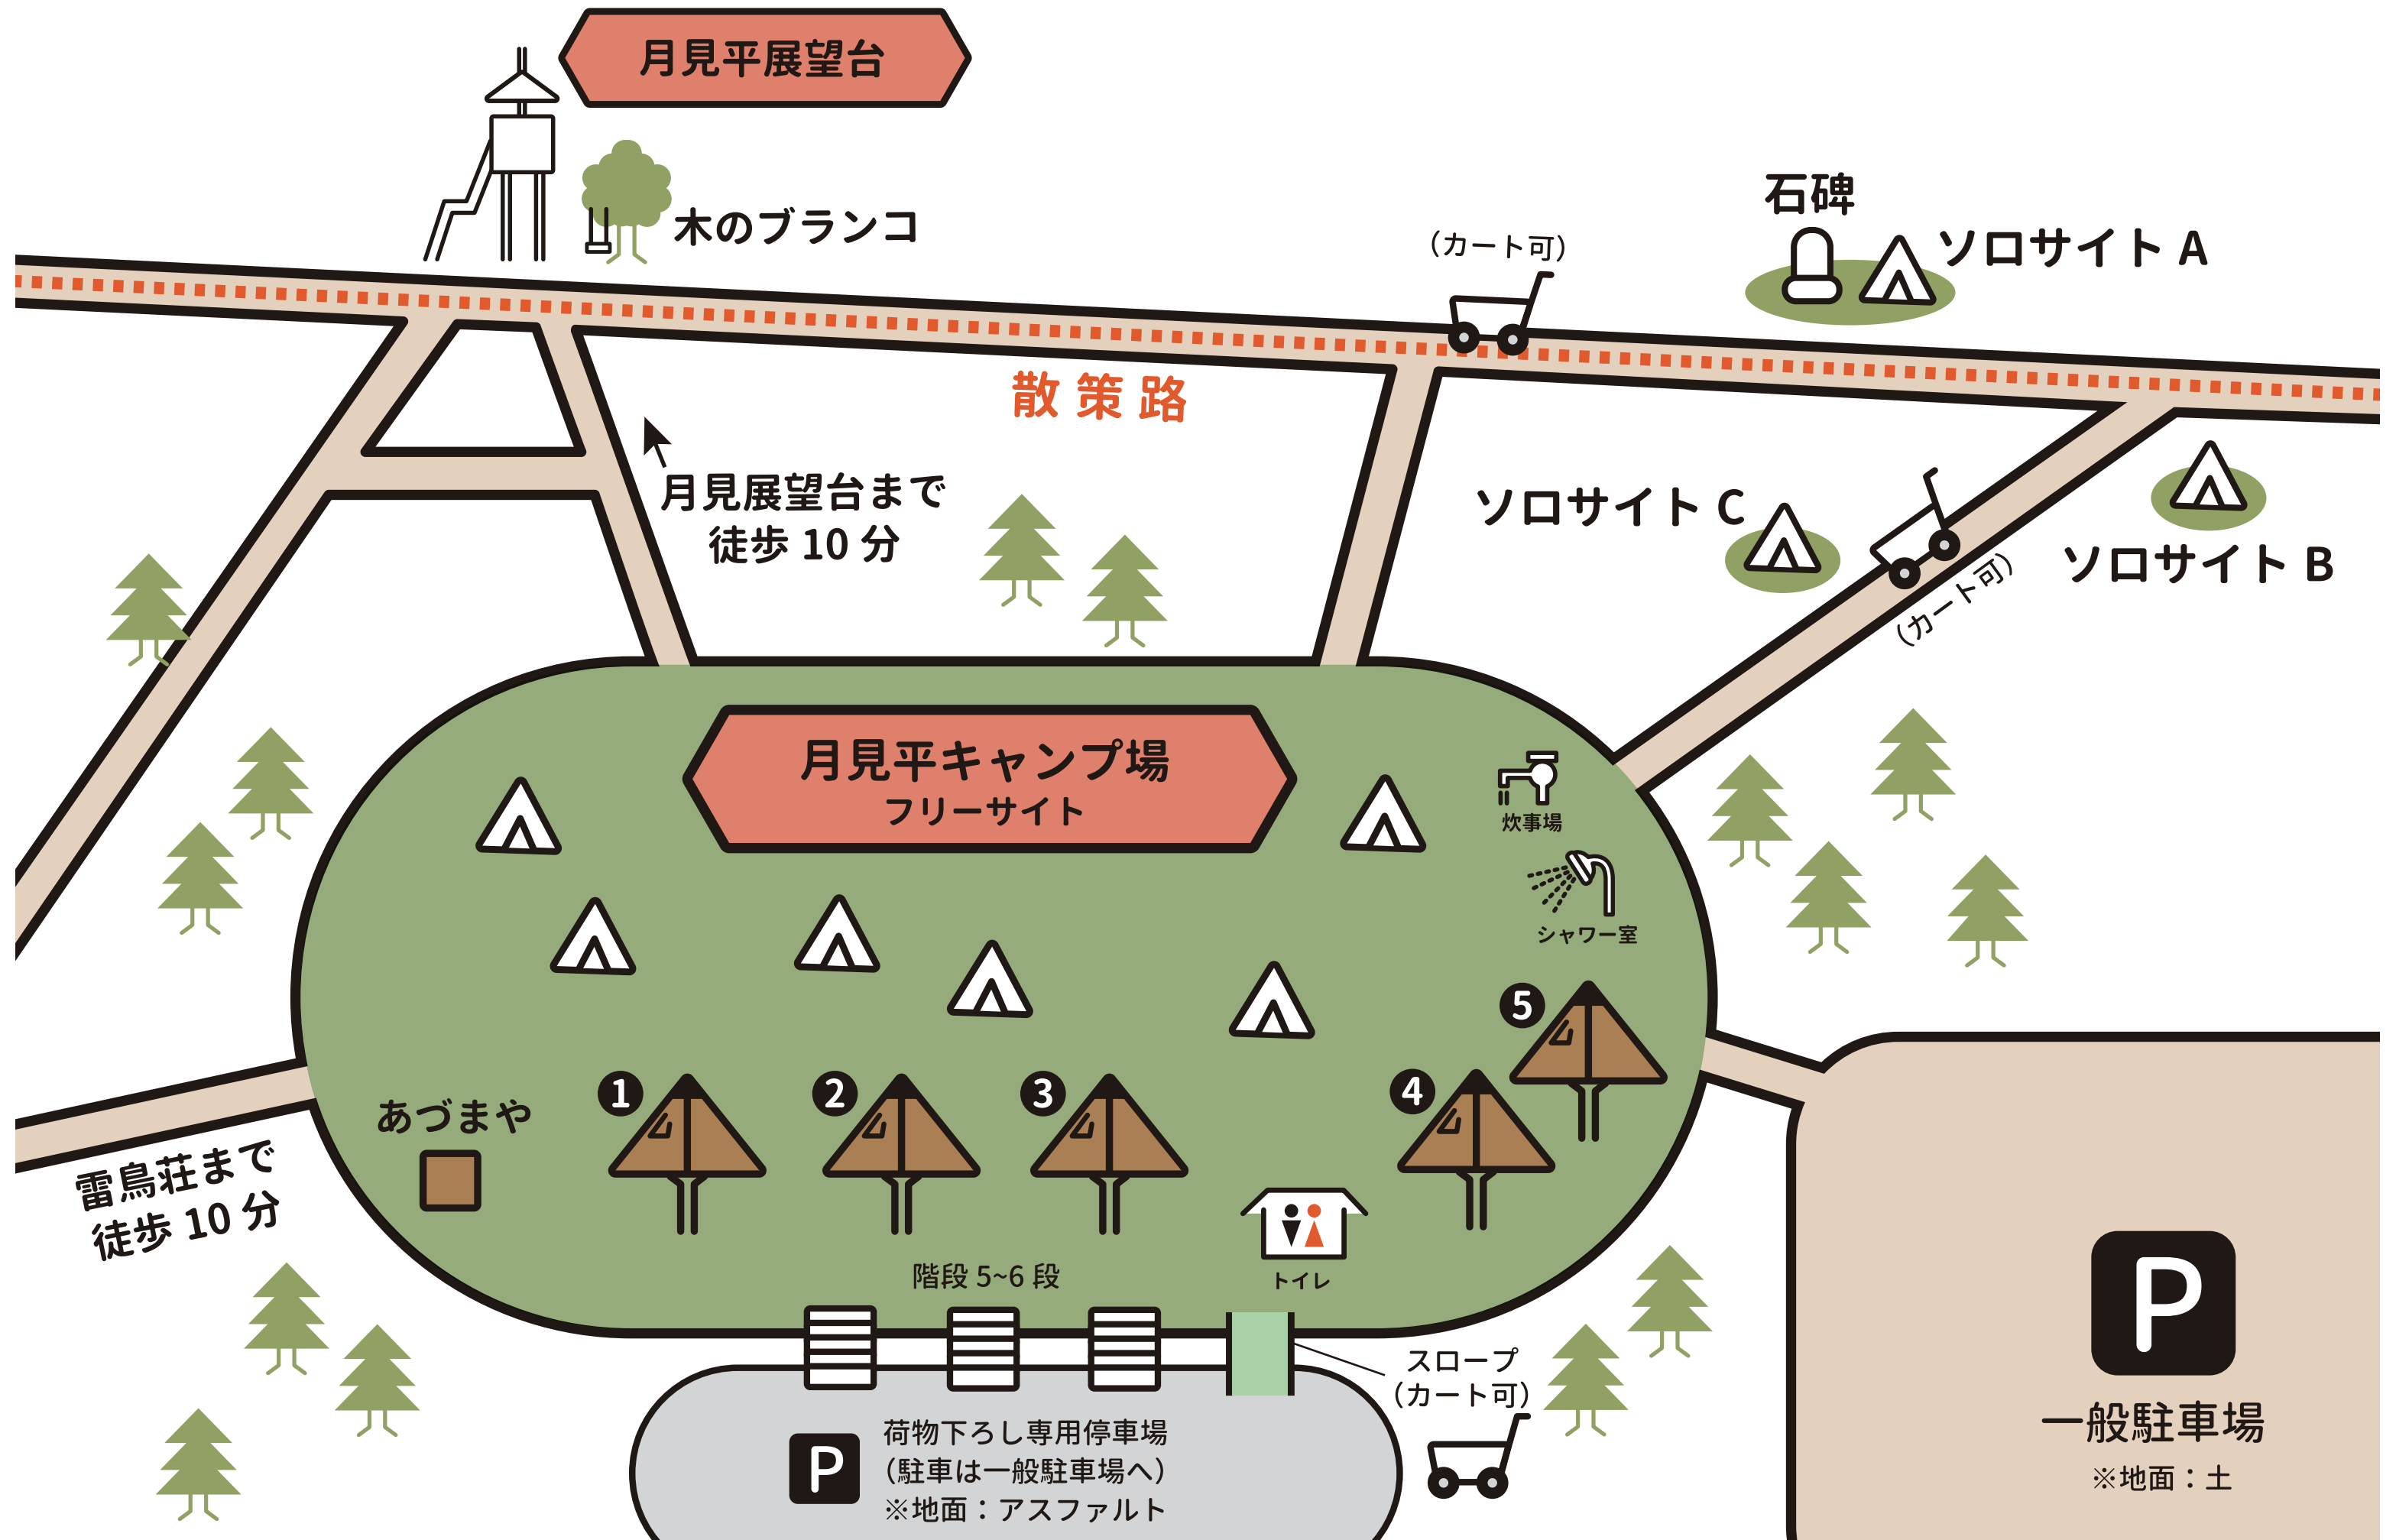 月見平展望台
木のブランコ
(カート可)
石碑
ソロサイト A
散策路
月見展望台まで
徒歩 10 分
ソロサイト C
(カート可)
ソロサイト B
月見平キャンプ場
フリーサイト
炊事場
シャワー室
5
1
2
3
4
あづまや
雷鳥荘まで
徒歩 10 分
階段 5~6 段
トイレ
スロープ
(カート可)
P
荷物下ろし専用停車場
(駐車は一般駐車場へ)
※地面：アスファルト
P
一般駐車場
※地面：土